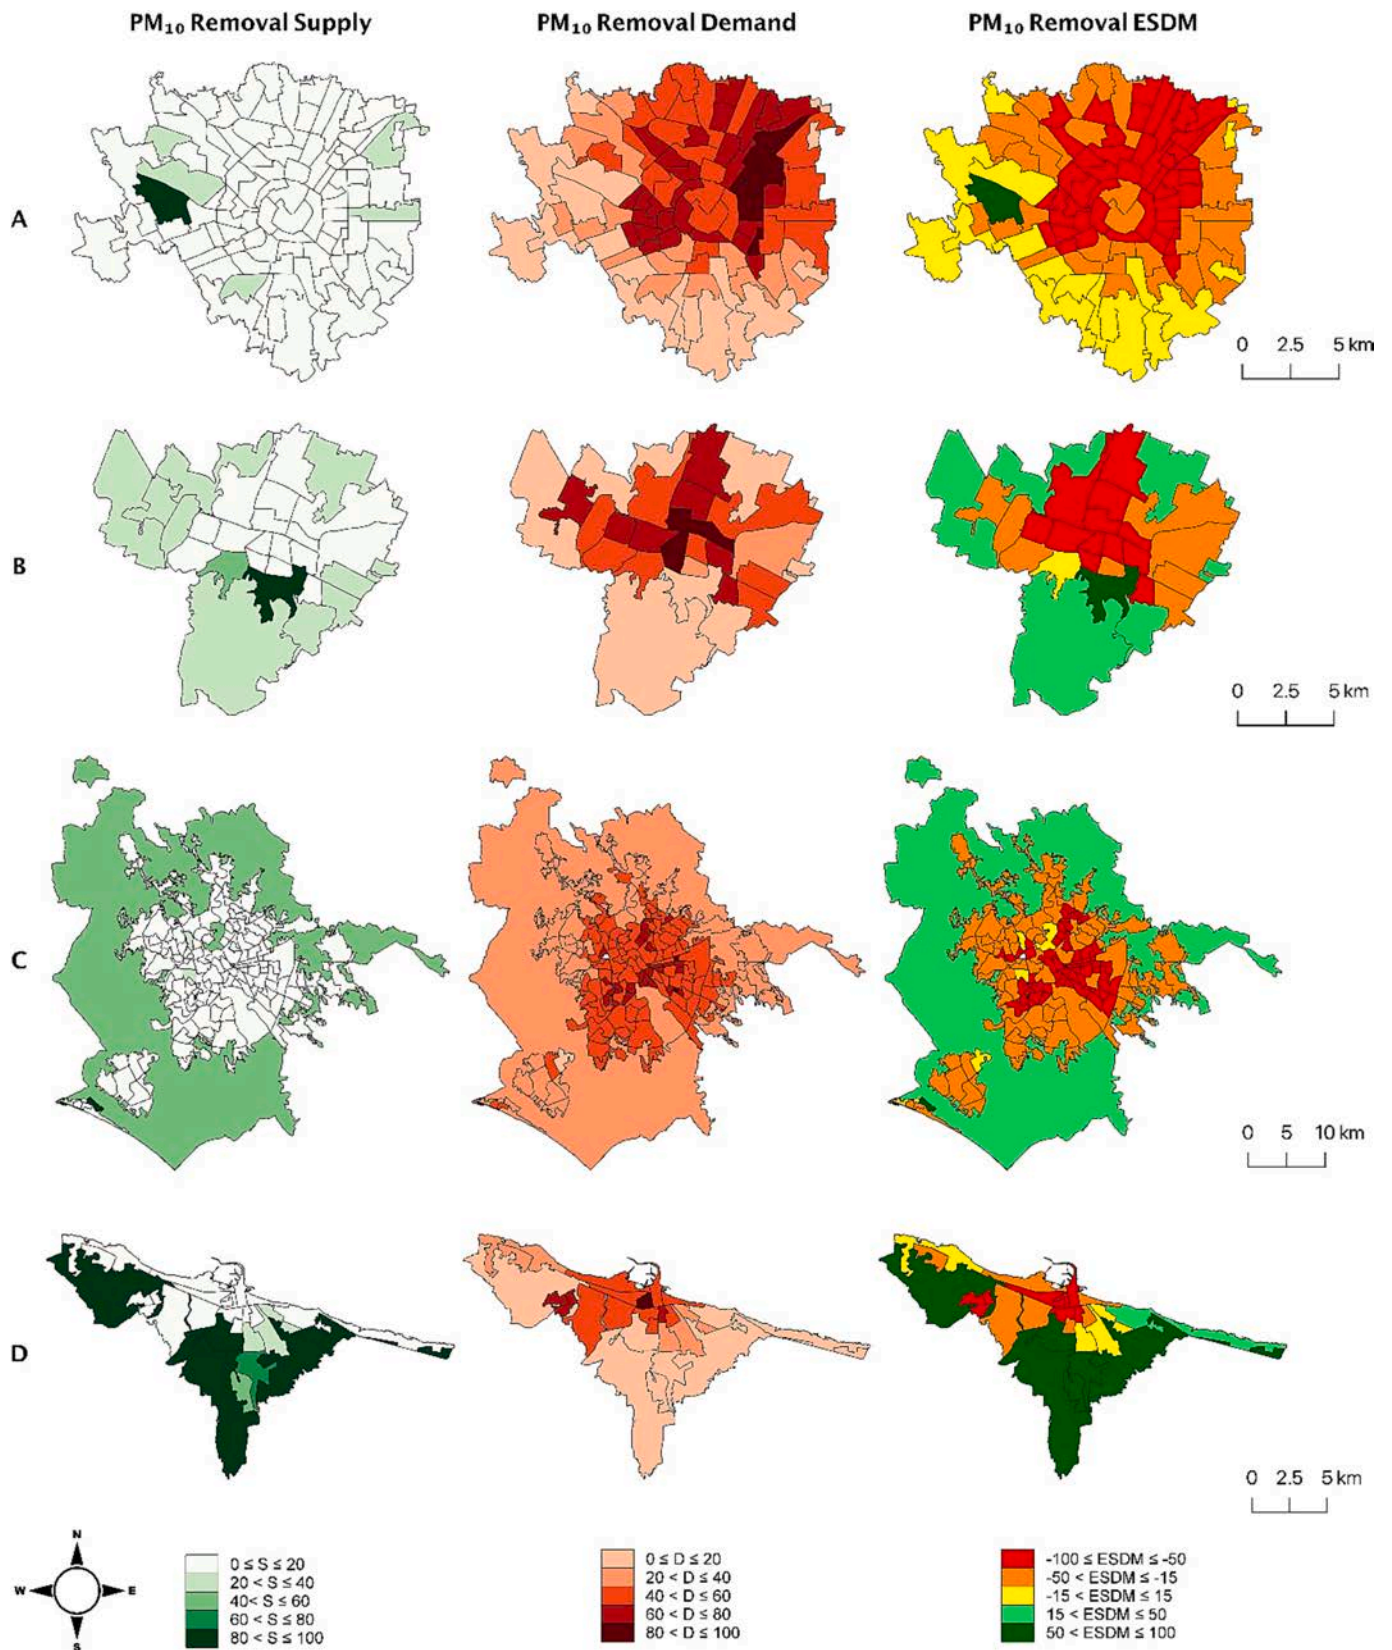 PM₁₀ Removal Supply
PM₁₀ Removal Demand
PM₁₀ Removal ESDM
A
0 2.5 5 km
B
0 2.5 5 km
C
0 5 10 km
D
0 2.5 5 km
N
W E
S
0 ≤ S ≤ 20
20 < S ≤ 40
40< S ≤ 60
60 < S ≤ 80
80 < S ≤ 100
0 ≤ D ≤ 20
20 < D ≤ 40
40 < D ≤ 60
60 < D ≤ 80
80 < D ≤ 100
-100 ≤ ESDM ≤ -50
-50 < ESDM ≤ -15
-15 < ESDM ≤ 15
15 < ESDM ≤ 50
50 < ESDM ≤ 100